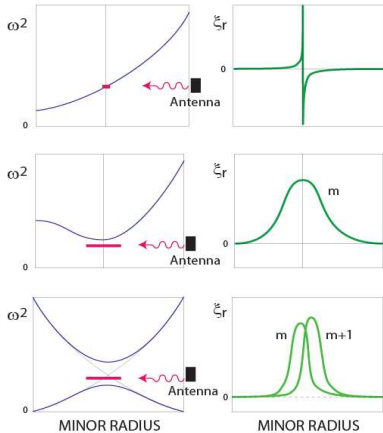 ω²
0
Antenna
ξr
0
ω²
0
Antenna
ξr
m
0
ω²
0
Antenna
MINOR RADIUS
ξr
m
m+1
0
MINOR RADIUS